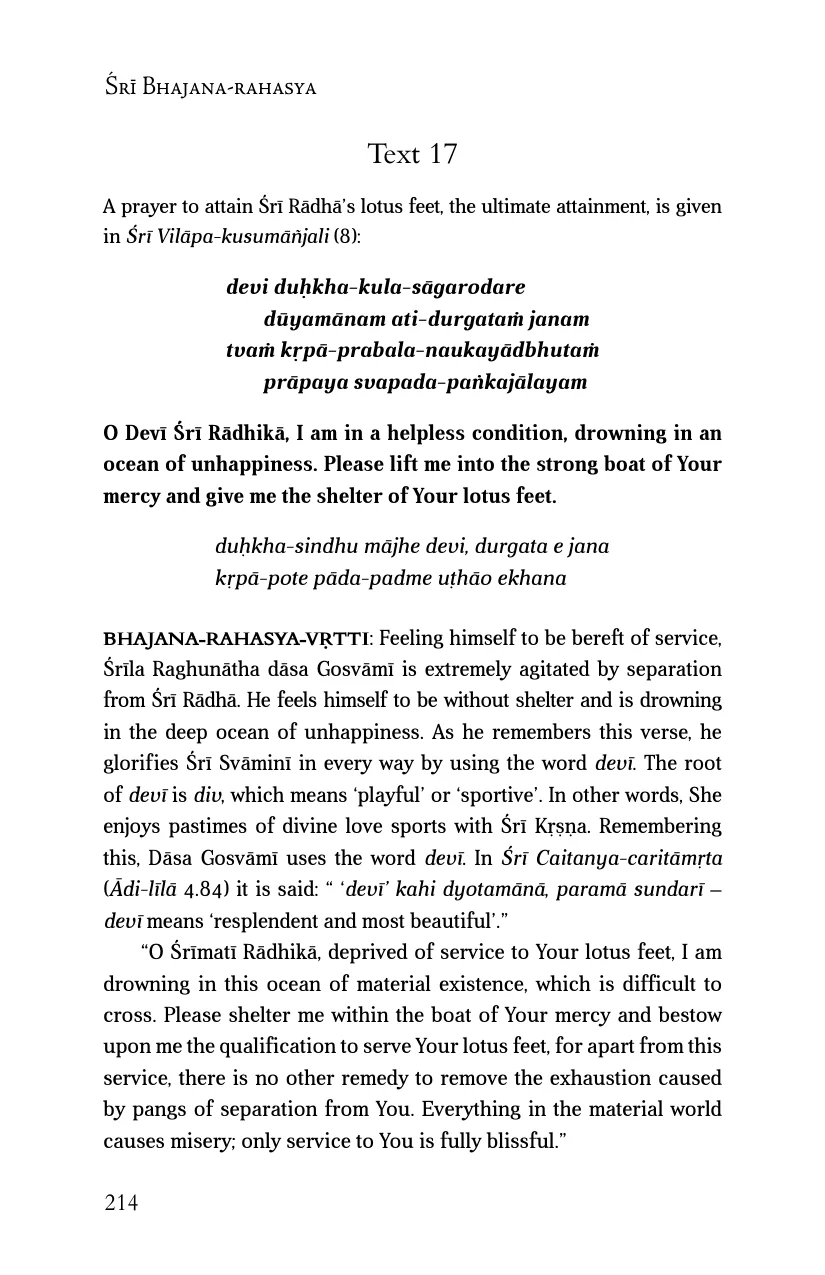 Śrī Bhajana-rahasya
Text 17
A prayer to attain Śrī Rādhā’s lotus feet, the ultimate attainment, is given
in Śrī Vilāpa-kusumāñjali (8):
devi duḥkha-kula-sāgarodare
dūyamānam ati-durgataṁ janam
tvaṁ kṛpā-prabala-naukayādbhutaṁ
prāpaya svapada-paṅkajālayam
O Devī Śrī Rādhikā, I am in a helpless condition, drowning in an
ocean of unhappiness. Please lift me into the strong boat of Your
mercy and give me the shelter of Your lotus feet.
duḥkha-sindhu mājhe devi, durgata e jana
kṛpā-pote pāda-padme uṭhāo ekhana
BHAJANA-RAHASYA-VṚTTI: Feeling himself to be bereft of service,
Śrīla Raghunātha dāsa Gosvāmī is extremely agitated by separation
from Śrī Rādhā. He feels himself to be without shelter and is drowning
in the deep ocean of unhappiness. As he remembers this verse, he
glorifies Śrī Svāminī in every way by using the word devī. The root
of devī is div, which means ‘playful’ or ‘sportive’. In other words, She
enjoys pastimes of divine love sports with Śrī Kṛṣṇa. Remembering
this, Dāsa Gosvāmī uses the word devī. In Śrī Caitanya-caritāmṛta
(Ādi-līlā 4.84) it is said: “ ‘devī’ kahi dyotamānā, paramā sundarī –
devī means ‘resplendent and most beautiful’.”
“O Śrīmatī Rādhikā, deprived of service to Your lotus feet, I am
drowning in this ocean of material existence, which is difficult to
cross. Please shelter me within the boat of Your mercy and bestow
upon me the qualification to serve Your lotus feet, for apart from this
service, there is no other remedy to remove the exhaustion caused
by pangs of separation from You. Everything in the material world
causes misery; only service to You is fully blissful.”
214